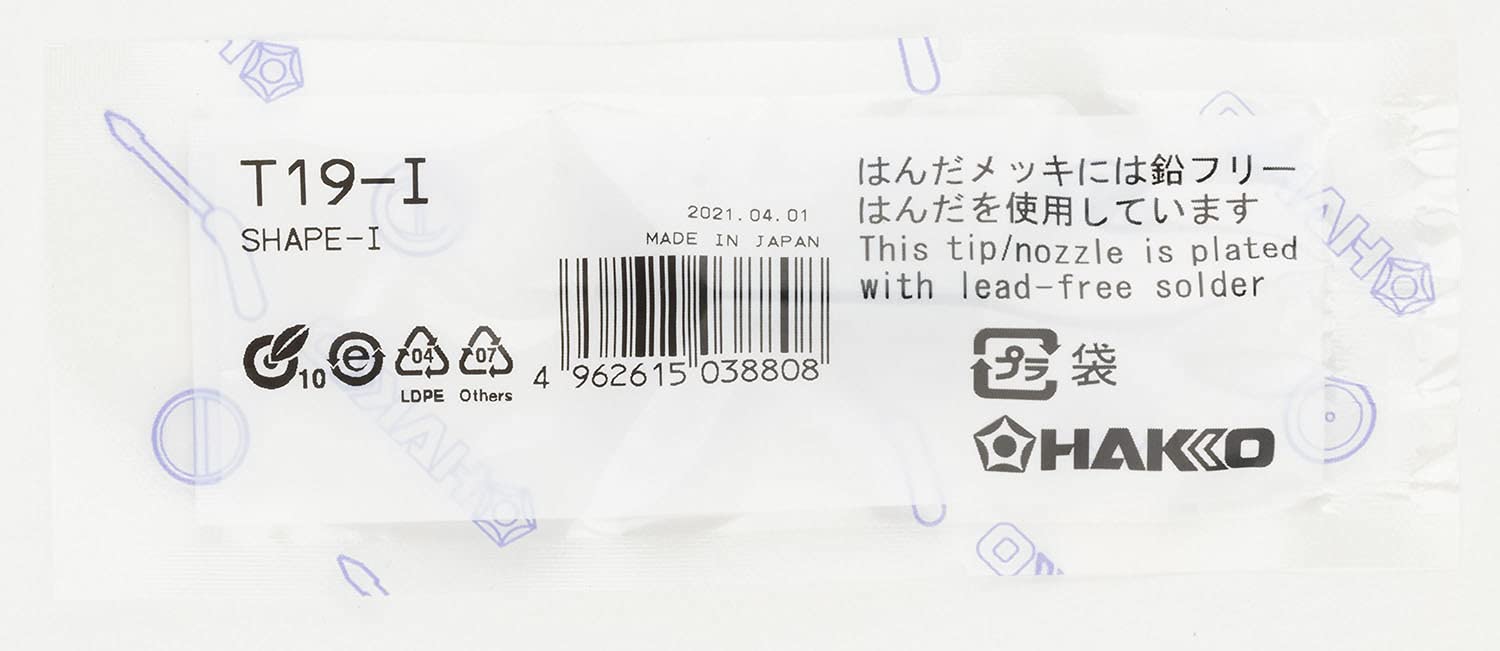 T19-I
SHAPE-I
2021.04.01
MADE IN JAPAN
4 962615 038808
10
e
04
07
LDPE Others
はんだメッキには鉛フリー
はんだを使用しています
This tip/nozzle is plated
with lead-free solder
プラ 袋
HAKKO
HAKKO
HAKKO